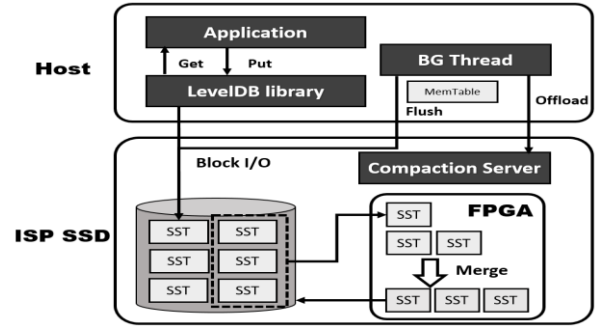 Application
BG Thread
Host
Get
Put
LevelDB library
MemTable
Flush
Offload
Block I/O
Compaction Server
ISP SSD
FPGA
SST
SST
SST
SST
SST
SST
SST
SST
SST
Merge
SST
SST
SST